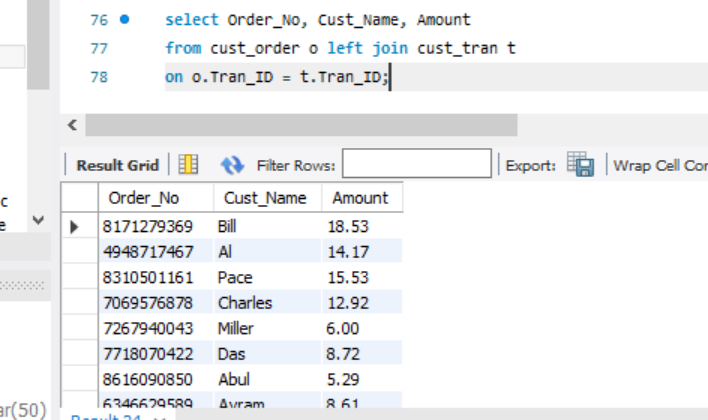 76 select Order_No, Cust_Name, Amount
77 from cust_order o left join cust_tran t
78 on o.Tran_ID = t.Tran_ID;
Result Grid Filter Rows: Export: Wrap Cell Cor
Order_No Cust_Name Amount
8171279369 Bill 18.53
4948717467 Al 14.17
8310501161 Pace 15.53
7069576878 Charles 12.92
7267940043 Miller 6.00
7718070422 Das 8.72
8616090850 Abul 5.29
6346629589 Avram 8.61
c
e
ar(50)